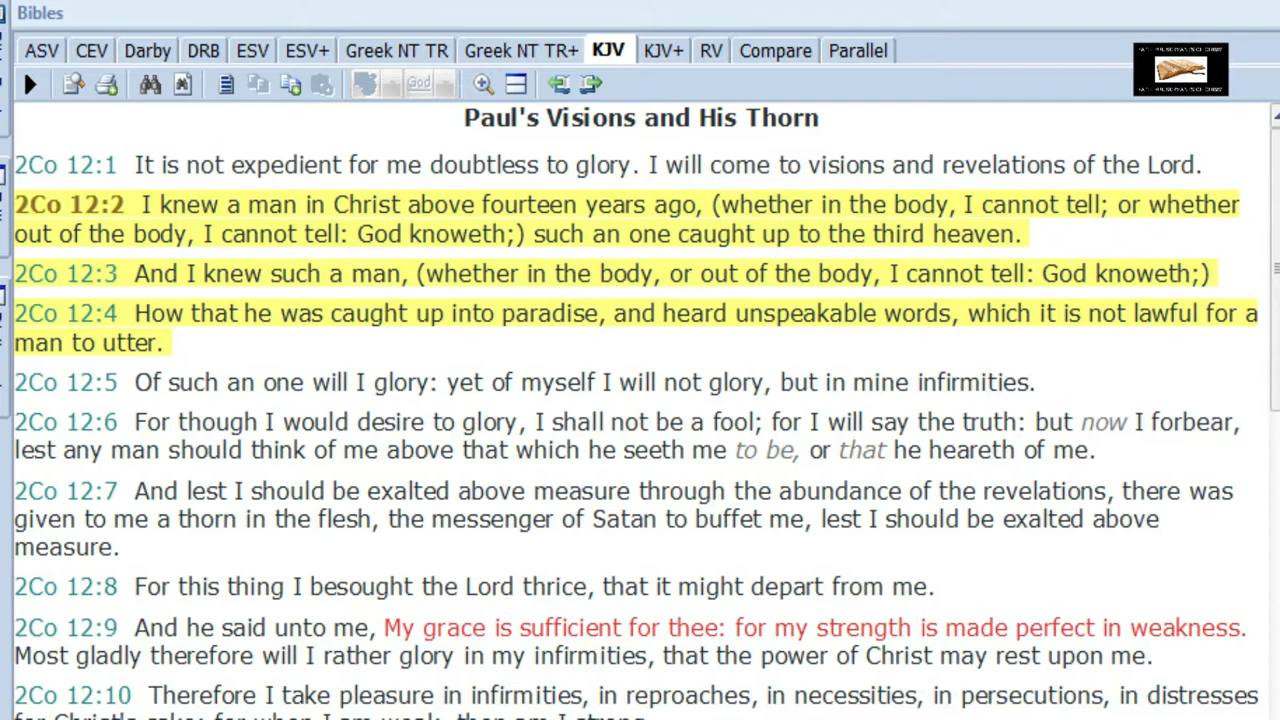 Bibles
ASV CEV Darby DRB ESV ESV+ Greek NT TR Greek NT TR+ KJV KJV+ RV Compare Parallel
God
Paul's Visions and His Thorn
2Co 12:1 It is not expedient for me doubtless to glory. I will come to visions and revelations of the Lord.
2Co 12:2 I knew a man in Christ above fourteen years ago, (whether in the body, I cannot tell; or whether
out of the body, I cannot tell: God knoweth;) such an one caught up to the third heaven.
2Co 12:3 And I knew such a man, (whether in the body, or out of the body, I cannot tell: God knoweth;)
2Co 12:4 How that he was caught up into paradise, and heard unspeakable words, which it is not lawful for a
man to utter.
2Co 12:5 Of such an one will I glory: yet of myself I will not glory, but in mine infirmities.
2Co 12:6 For though I would desire to glory, I shall not be a fool; for I will say the truth: but now I forbear,
lest any man should think of me above that which he seeth me to be, or that he heareth of me.
2Co 12:7 And lest I should be exalted above measure through the abundance of the revelations, there was
given to me a thorn in the flesh, the messenger of Satan to buffet me, lest I should be exalted above
measure.
2Co 12:8 For this thing I besought the Lord thrice, that it might depart from me.
2Co 12:9 And he said unto me, My grace is sufficient for thee: for my strength is made perfect in weakness.
Most gladly therefore will I rather glory in my infirmities, that the power of Christ may rest upon me.
2Co 12:10 Therefore I take pleasure in infirmities, in reproaches, in necessities, in persecutions, in distresses
for Christ's sake: for when I am weak, then am I strong.